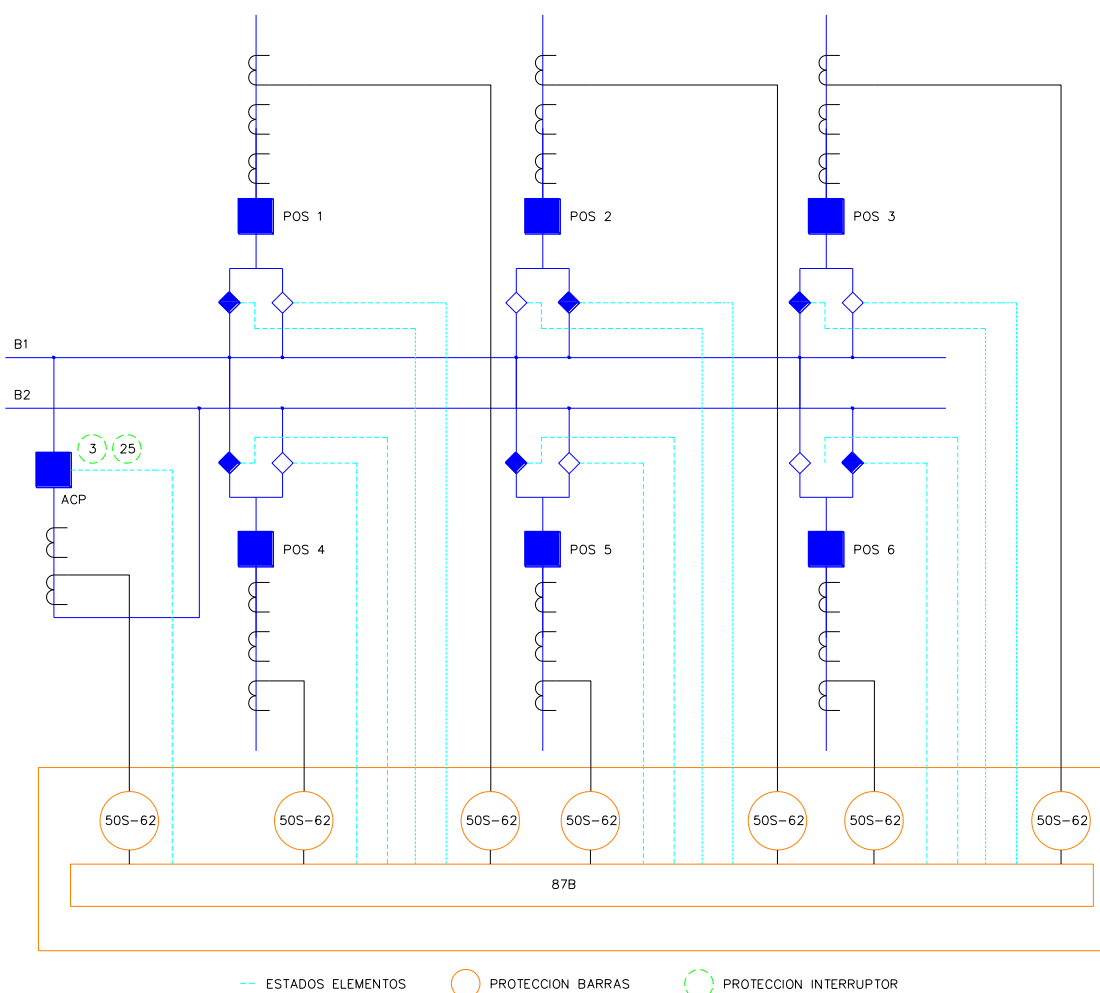 POS 1
POS 2
POS 3
B1
B2
3
25
ACP
POS 4
POS 5
POS 6
50S-62
50S-62
50S-62
50S-62
50S-62
50S-62
50S-62
87B
ESTADOS ELEMENTOS
PROTECCION BARRAS
PROTECCION INTERRUPTOR